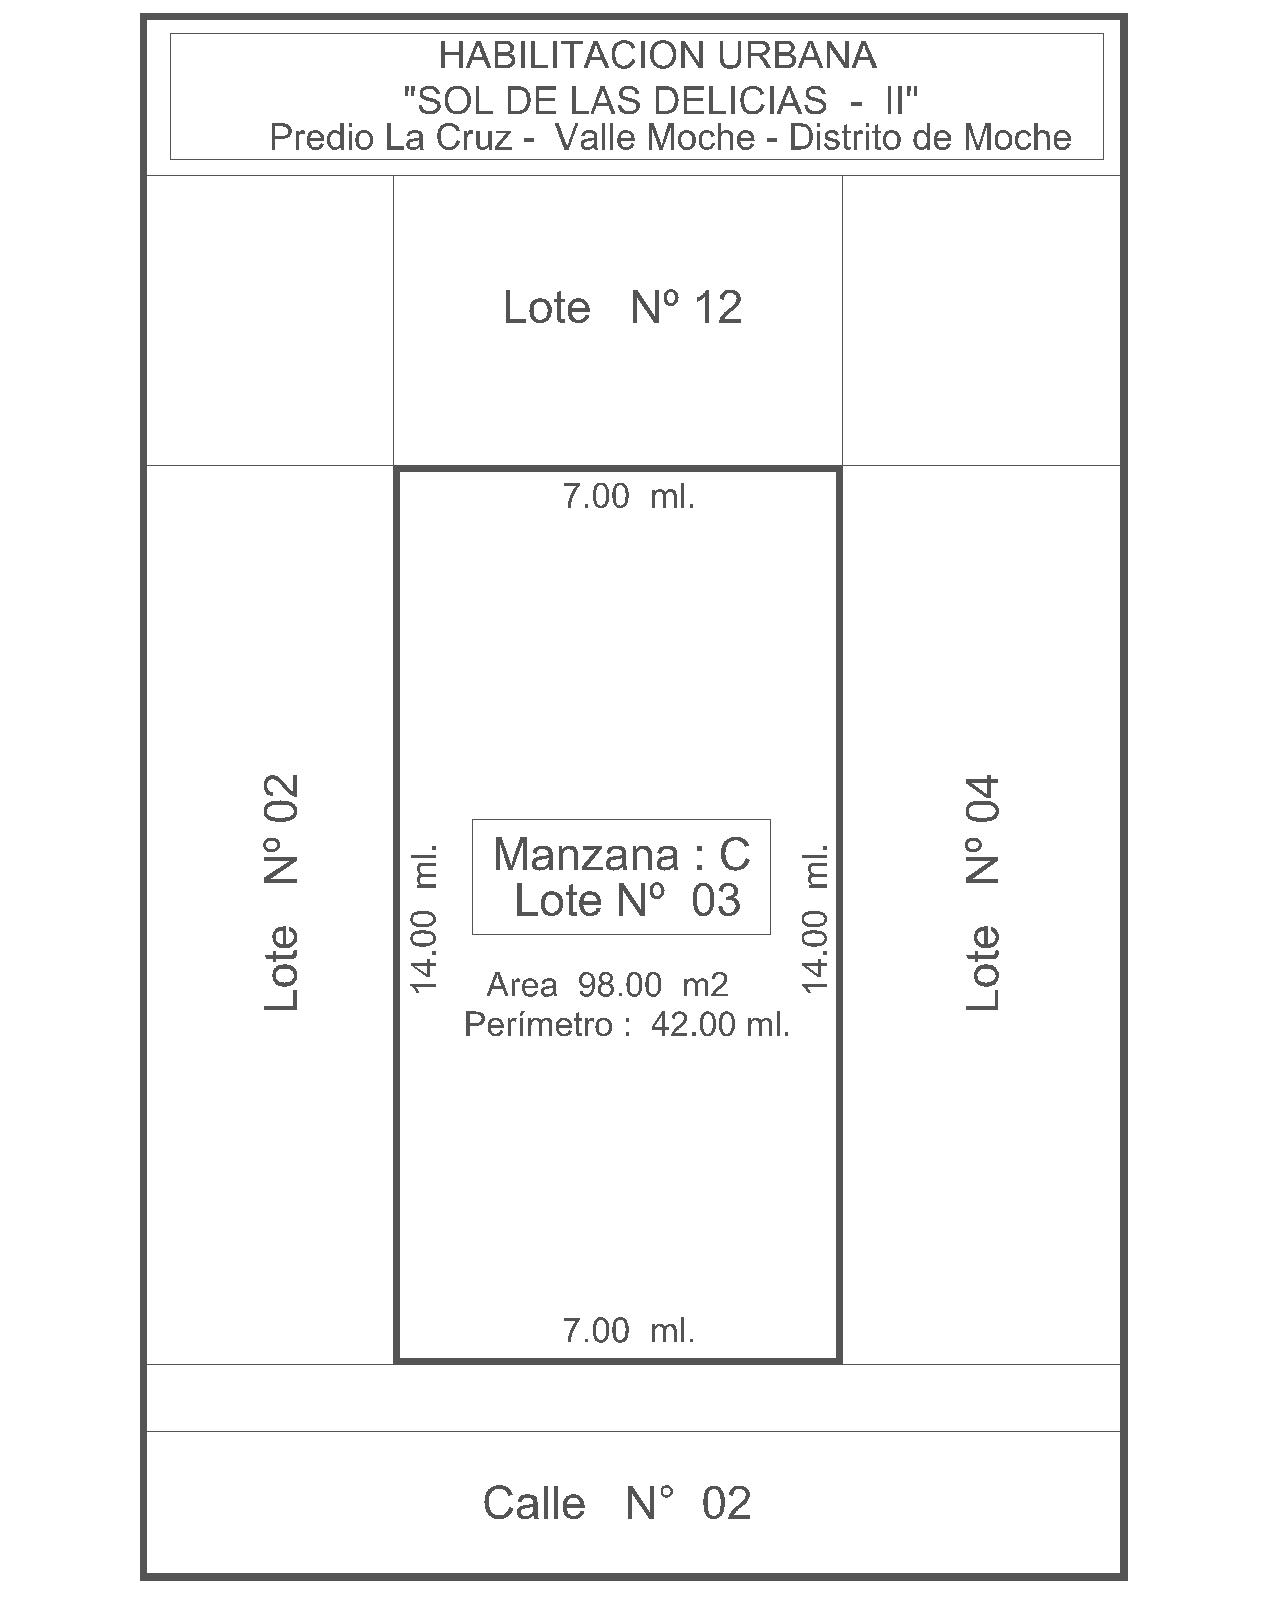 HABILITACION URBANA
"SOL DE LAS DELICIAS - II"
Predio La Cruz - Valle Moche - Distrito de Moche
Lote Nº 12
7.00 ml.
Lote Nº 02
14.00 ml.
Manzana : C
Lote Nº 03
Area 98.00 m2
Perímetro : 42.00 ml.
14.00 ml.
Lote Nº 04
7.00 ml.
Calle N° 02